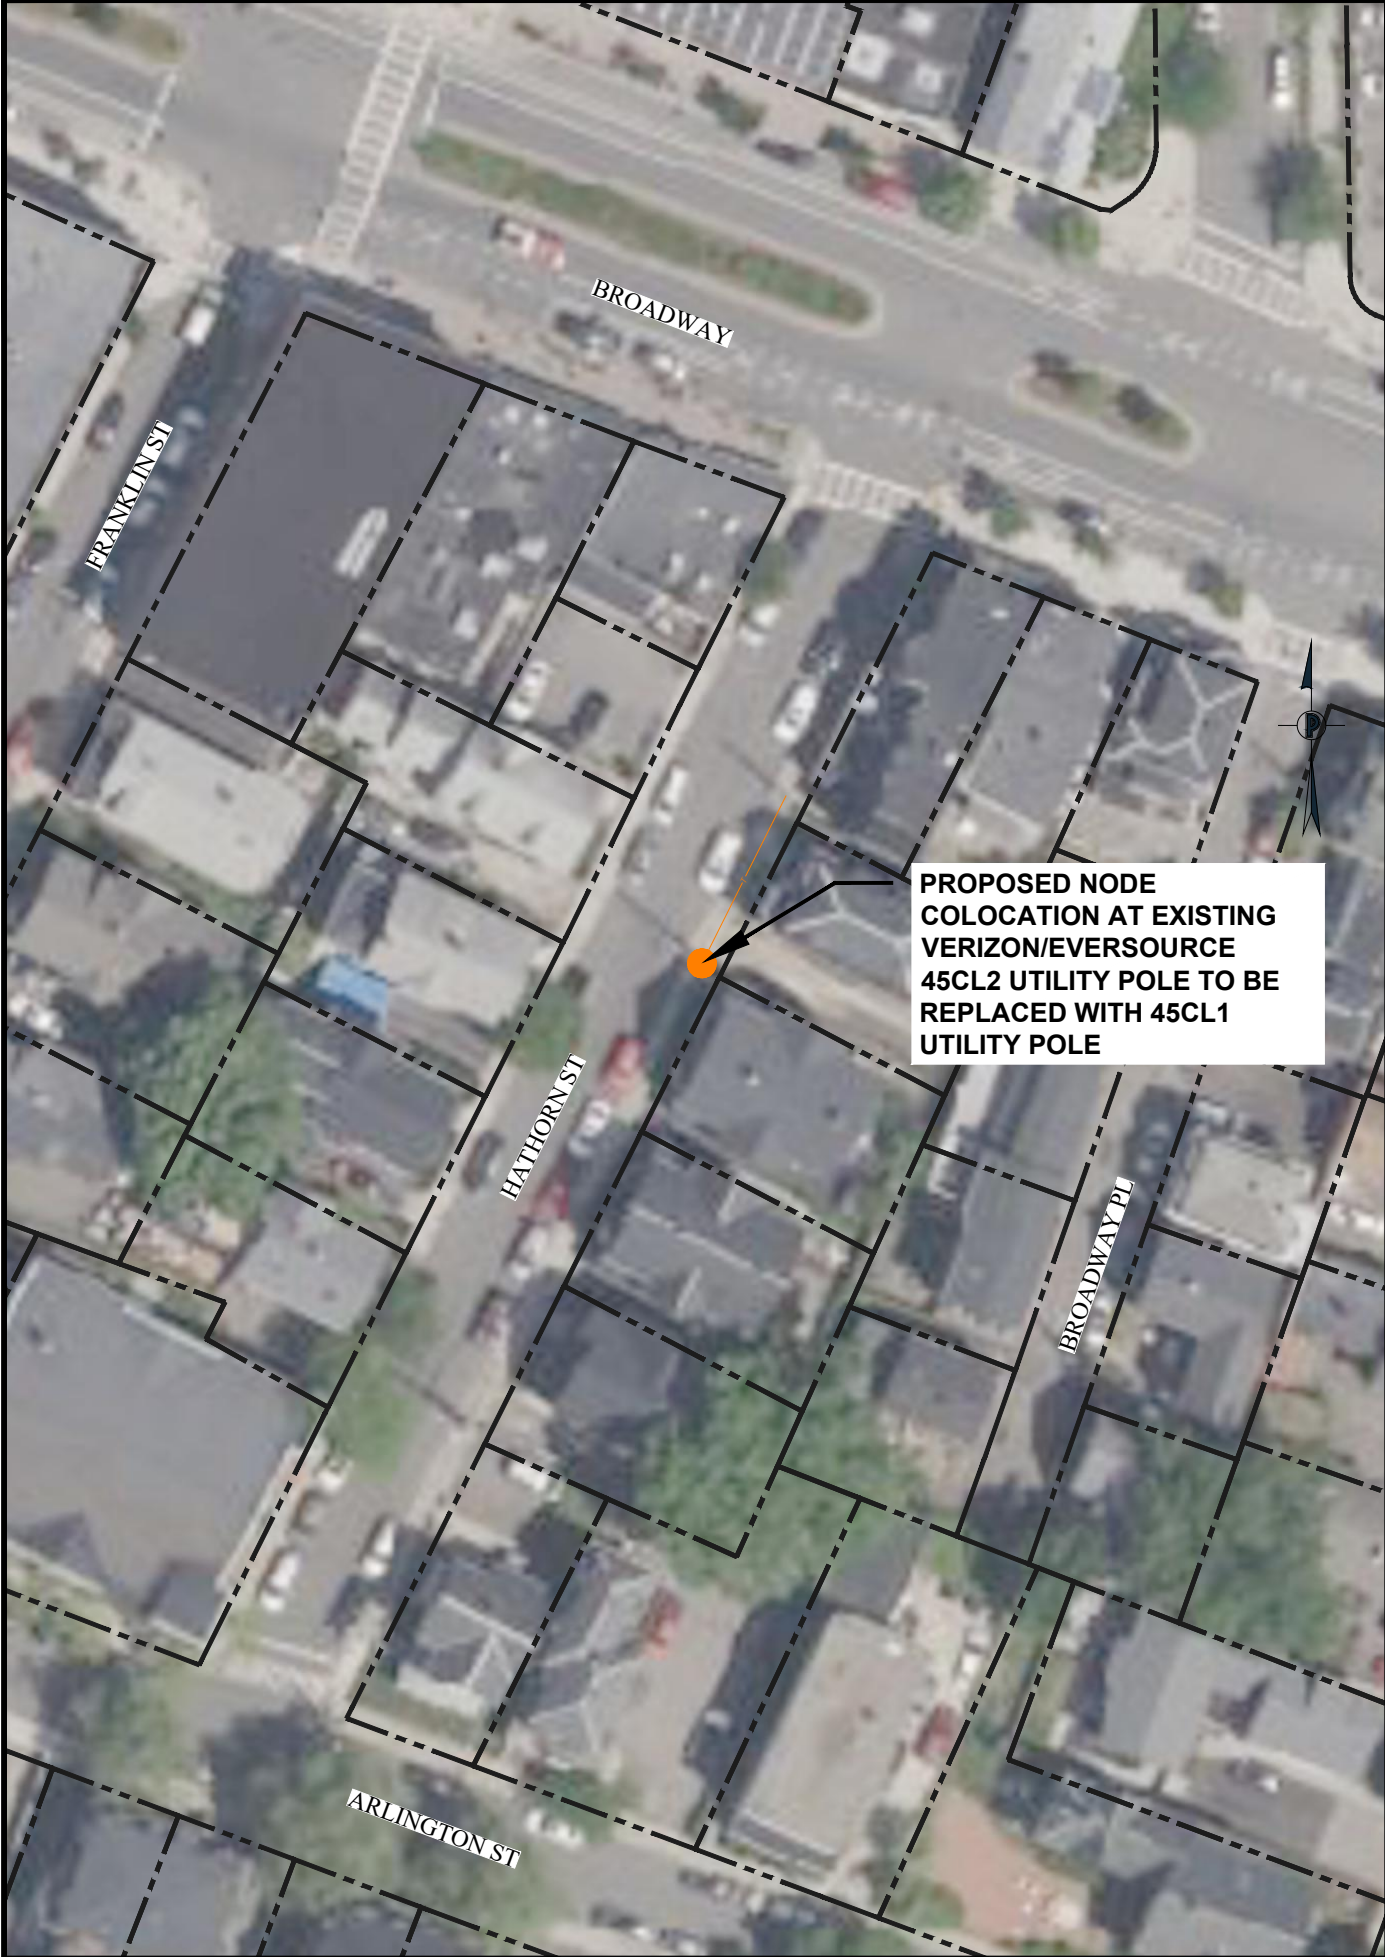 BROADWAY
FRANKLIN ST
P
PROPOSED NODE
COLOCATION AT EXISTING
VERIZON/EVERSOURCE
45CL2 UTILITY POLE TO BE
REPLACED WITH 45CL1
UTILITY POLE
HATHORN ST
BROADWAY PL
ARLINGTON ST